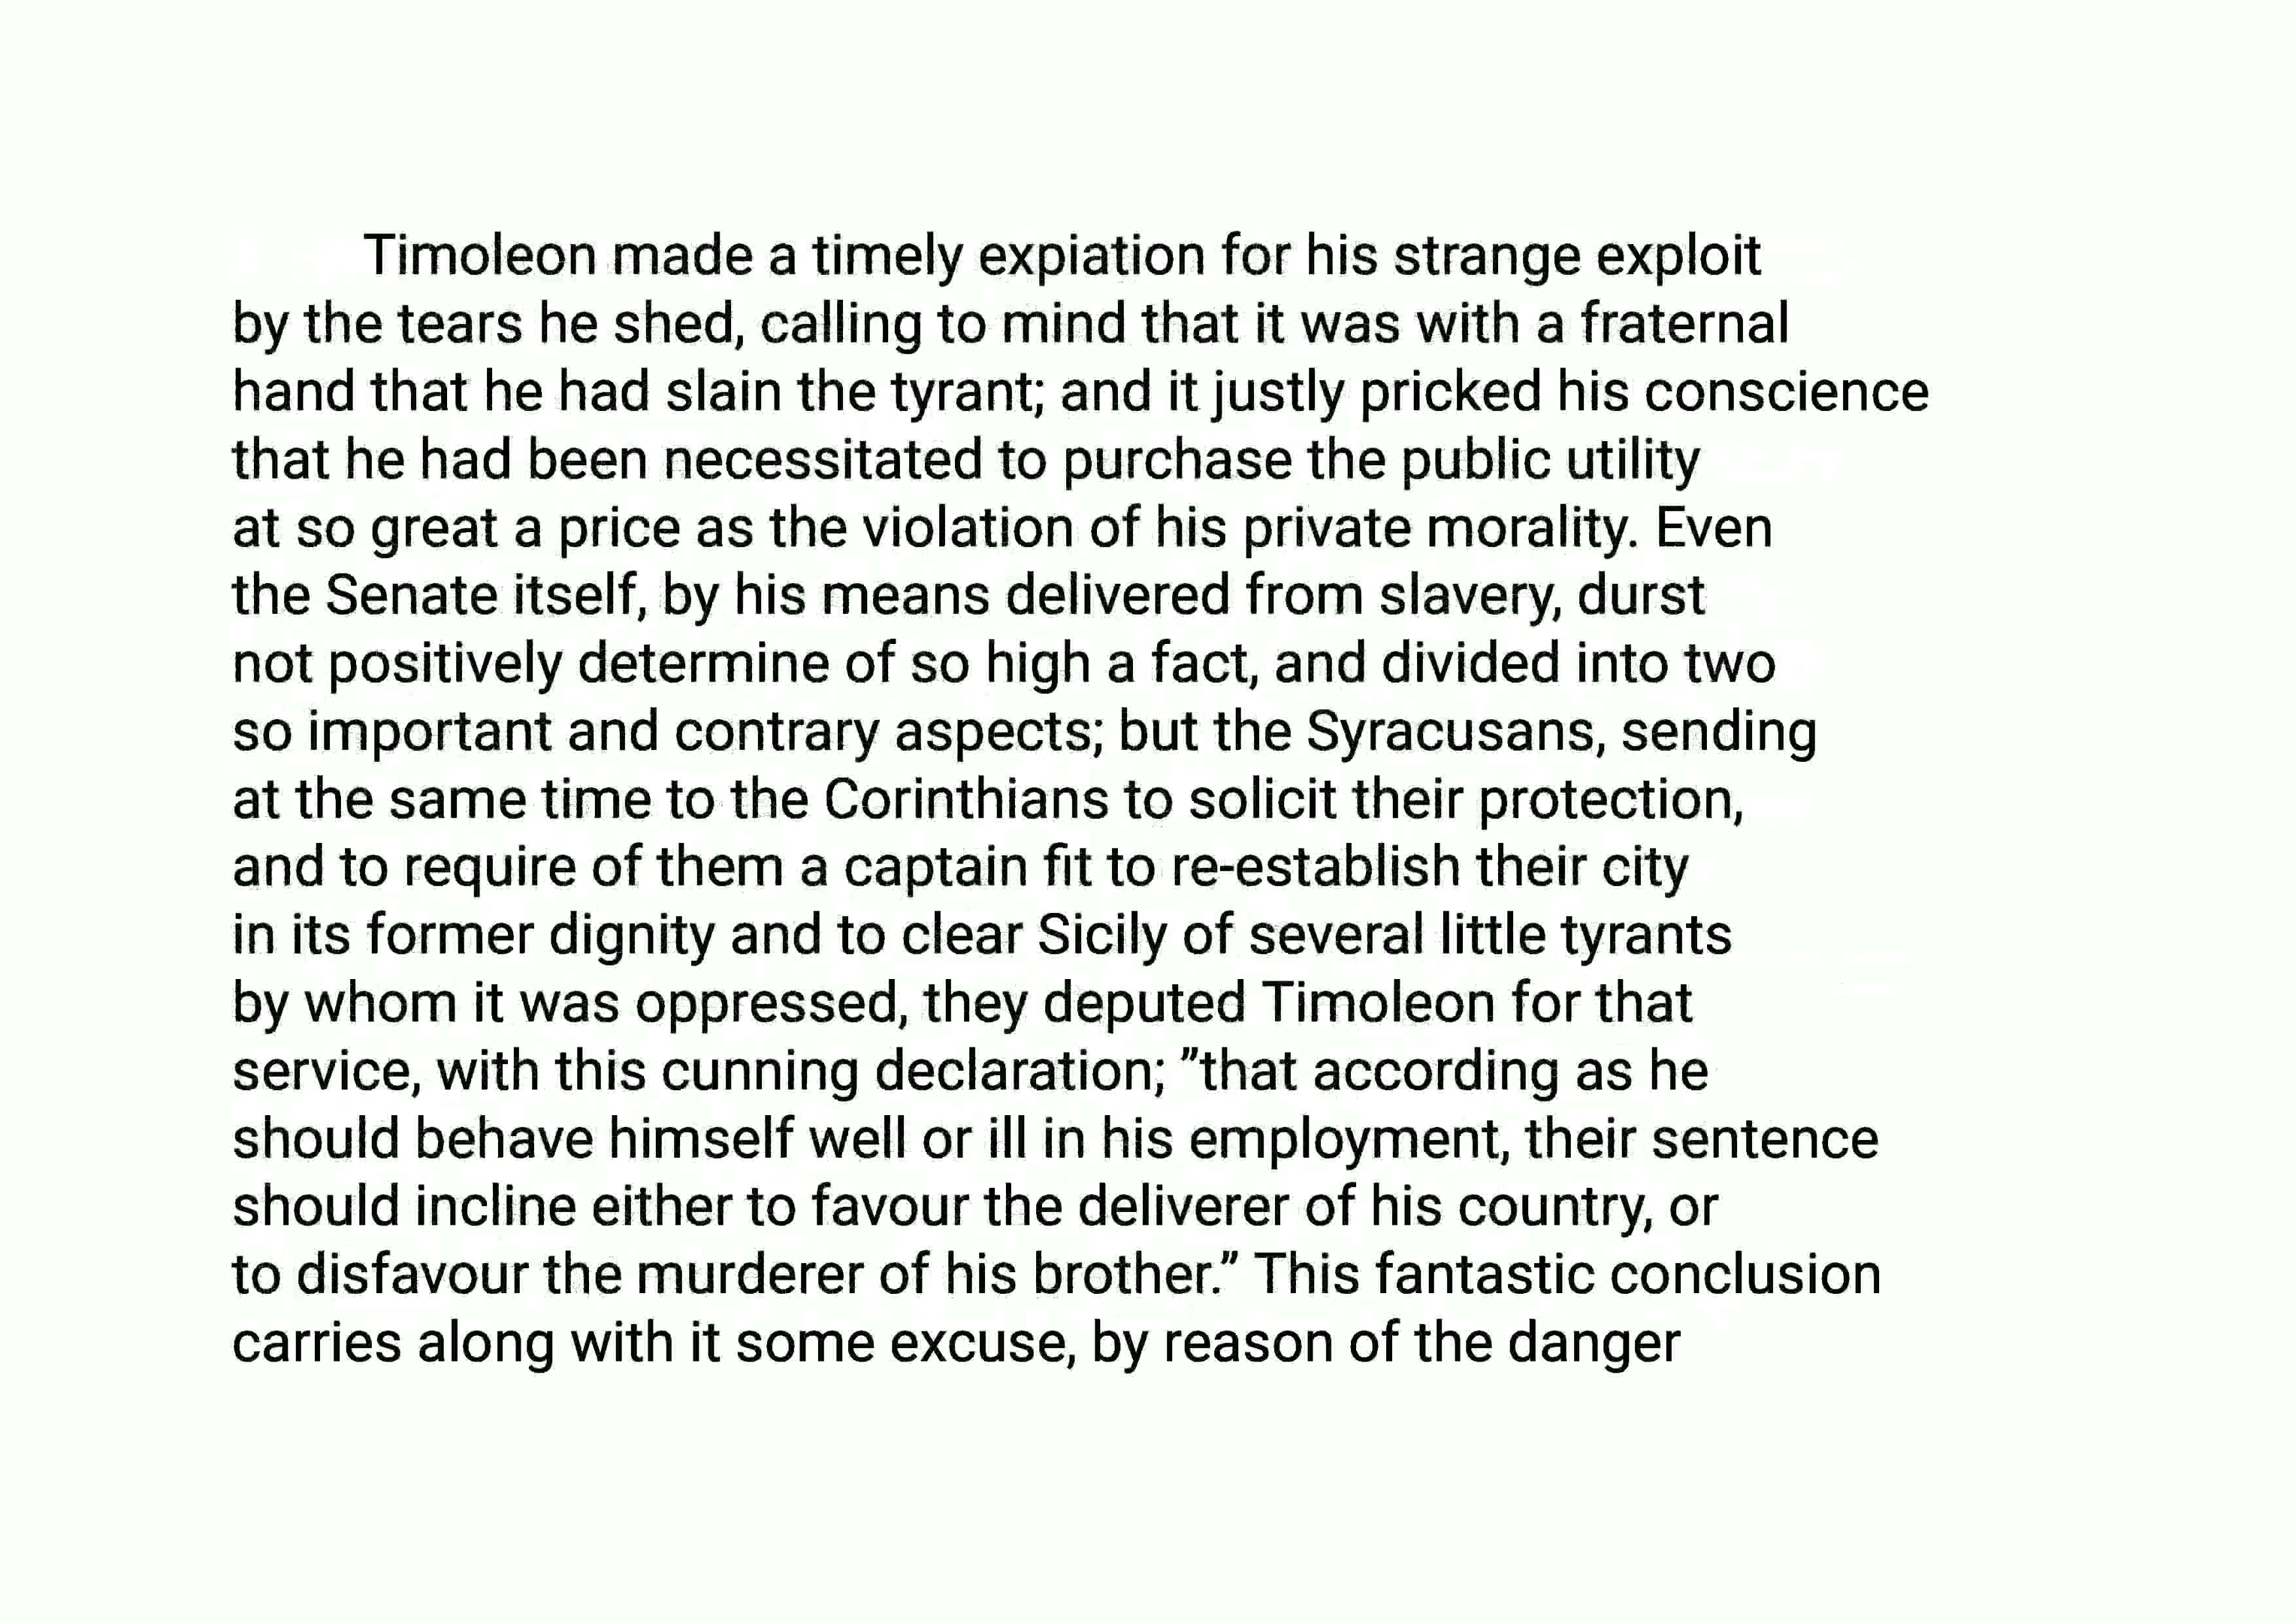 Timoleon made a timely expiation for his strange exploit
by the tears he shed, calling to mind that it was with a fraternal
hand that he had slain the tyrant; and it justly pricked his conscience
that he had been necessitated to purchase the public utility
at so great a price as the violation of his private morality. Even
the Senate itself, by his means delivered from slavery, durst
not positively determine of so high a fact, and divided into two
so important and contrary aspects; but the Syracusans, sending
at the same time to the Corinthians to solicit their protection,
and to require of them a captain fit to re-establish their city
in its former dignity and to clear Sicily of several little tyrants
by whom it was oppressed, they deputed Timoleon for that
service, with this cunning declaration; ”that according as he
should behave himself well or ill in his employment, their sentence
should incline either to favour the deliverer of his country, or
to disfavour the murderer of his brother.” This fantastic conclusion
carries along with it some excuse, by reason of the danger